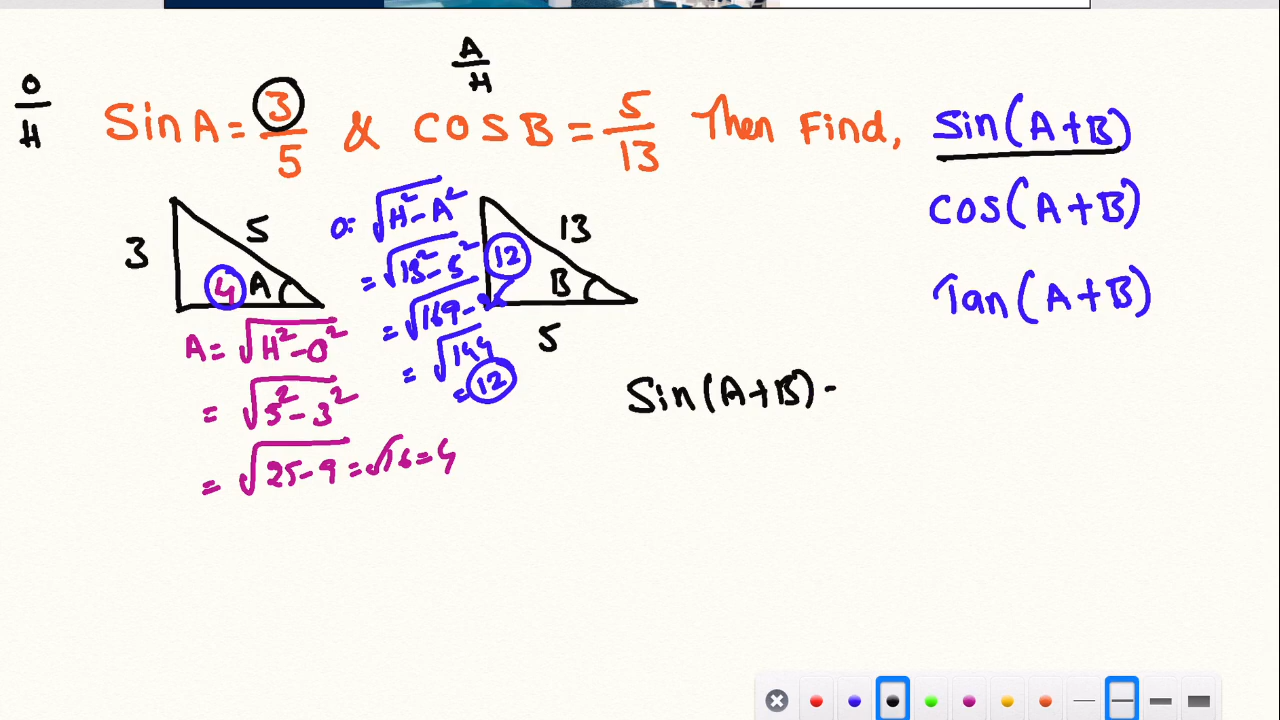 O/H
A/H
Sin A = 3/5 & cos B = 5/13 Then Find, Sin(A+B)
cos(A+B)
Tan(A+B)
3
5
4
A
A = √H²-O²
= √5²-3²
= √25-9 = √16 = 4
O= √H²-A²
= √13²-5²
= √169-
= √144
= 12
12
13
B
5
Sin(A+B) -